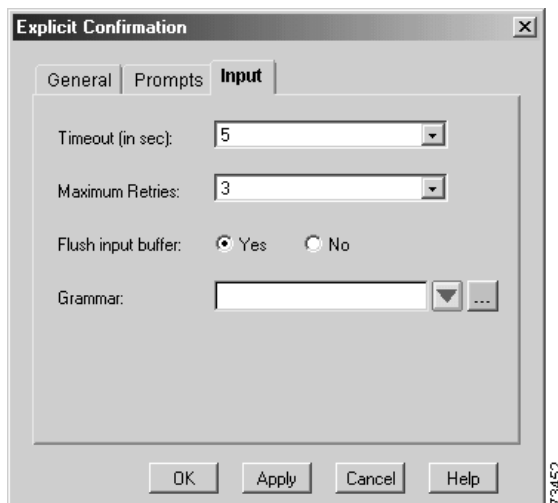 Explicit Confirmation
General Prompts Input
Timeout (in sec): 5
Maximum Retries: 3
Flush input buffer: Yes No
Grammar: ...
OK Apply Cancel Help